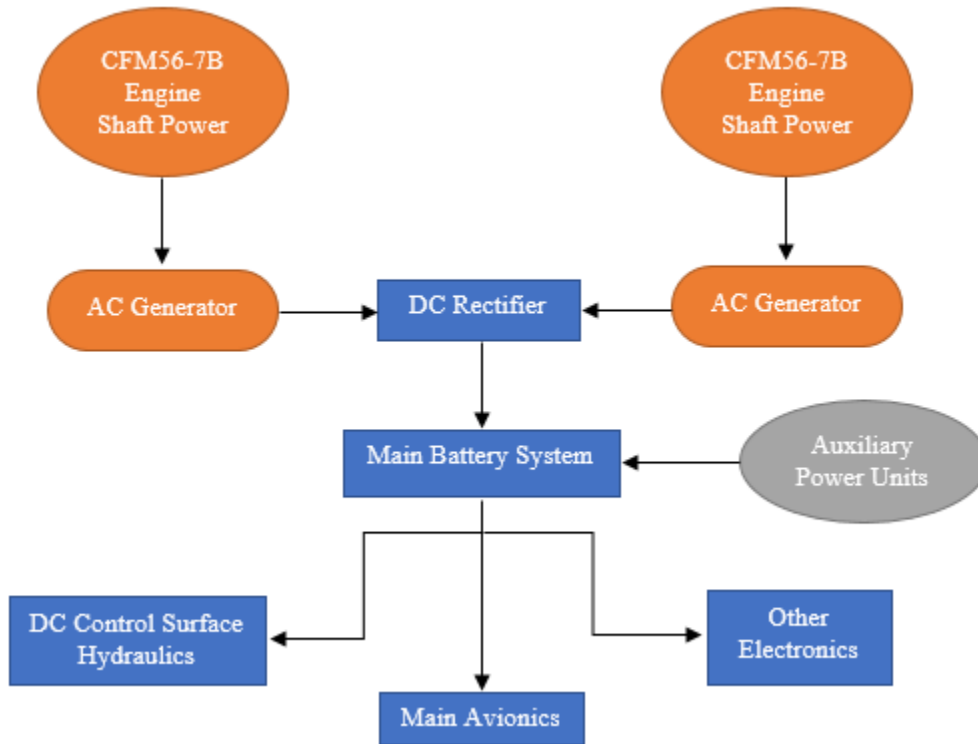 CFM56-7B
Engine
Shaft Power
CFM56-7B
Engine
Shaft Power
AC Generator
DC Rectifier
AC Generator
Main Battery System
Auxiliary
Power Units
DC Control Surface
Hydraulics
Other
Electronics
Main Avionics